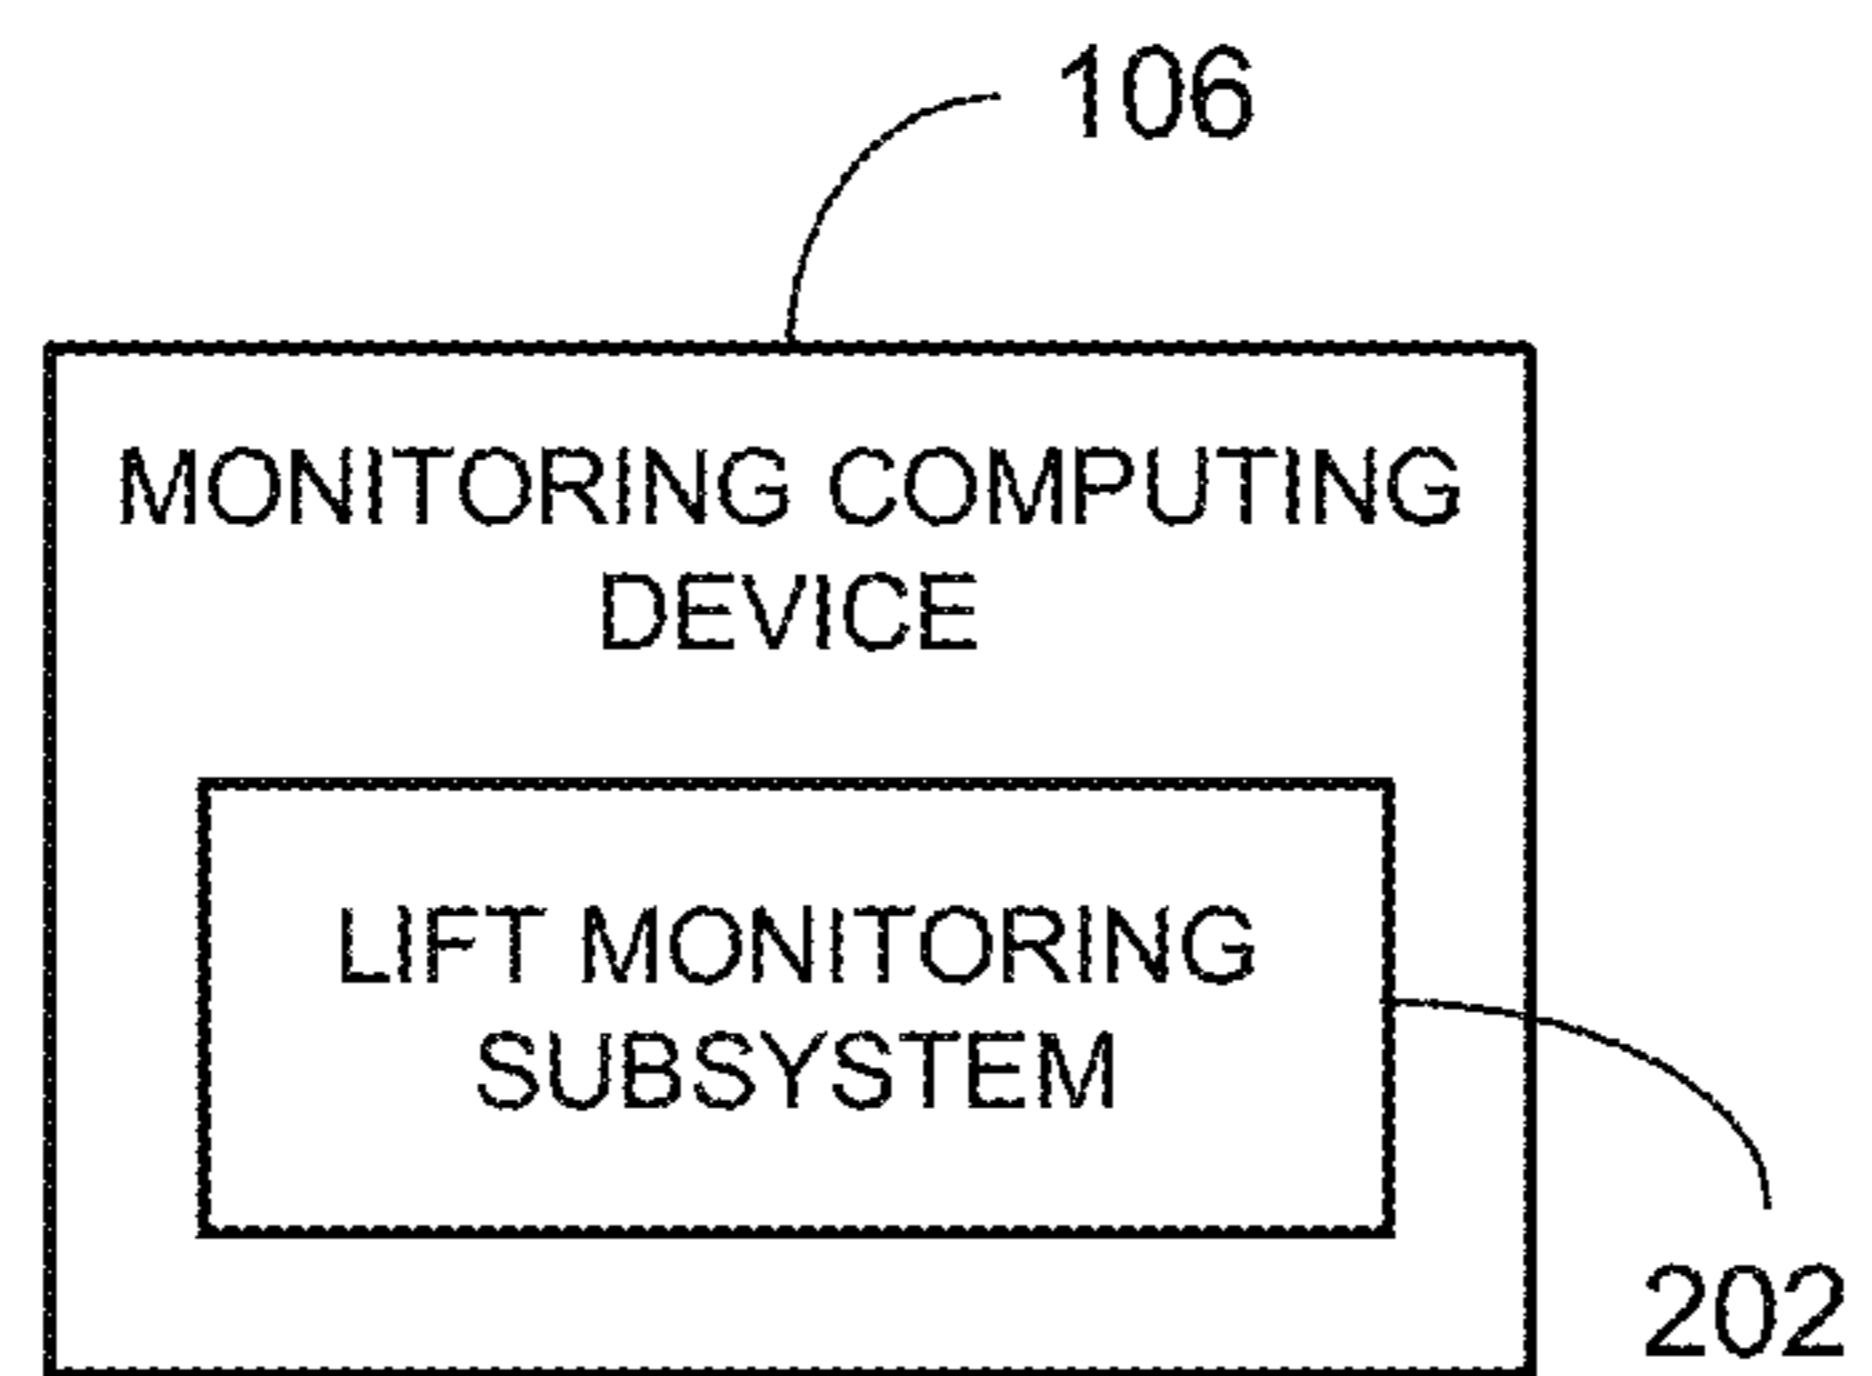 106
MONITORING COMPUTING
DEVICE
LIFT MONITORING
SUBSYSTEM
202